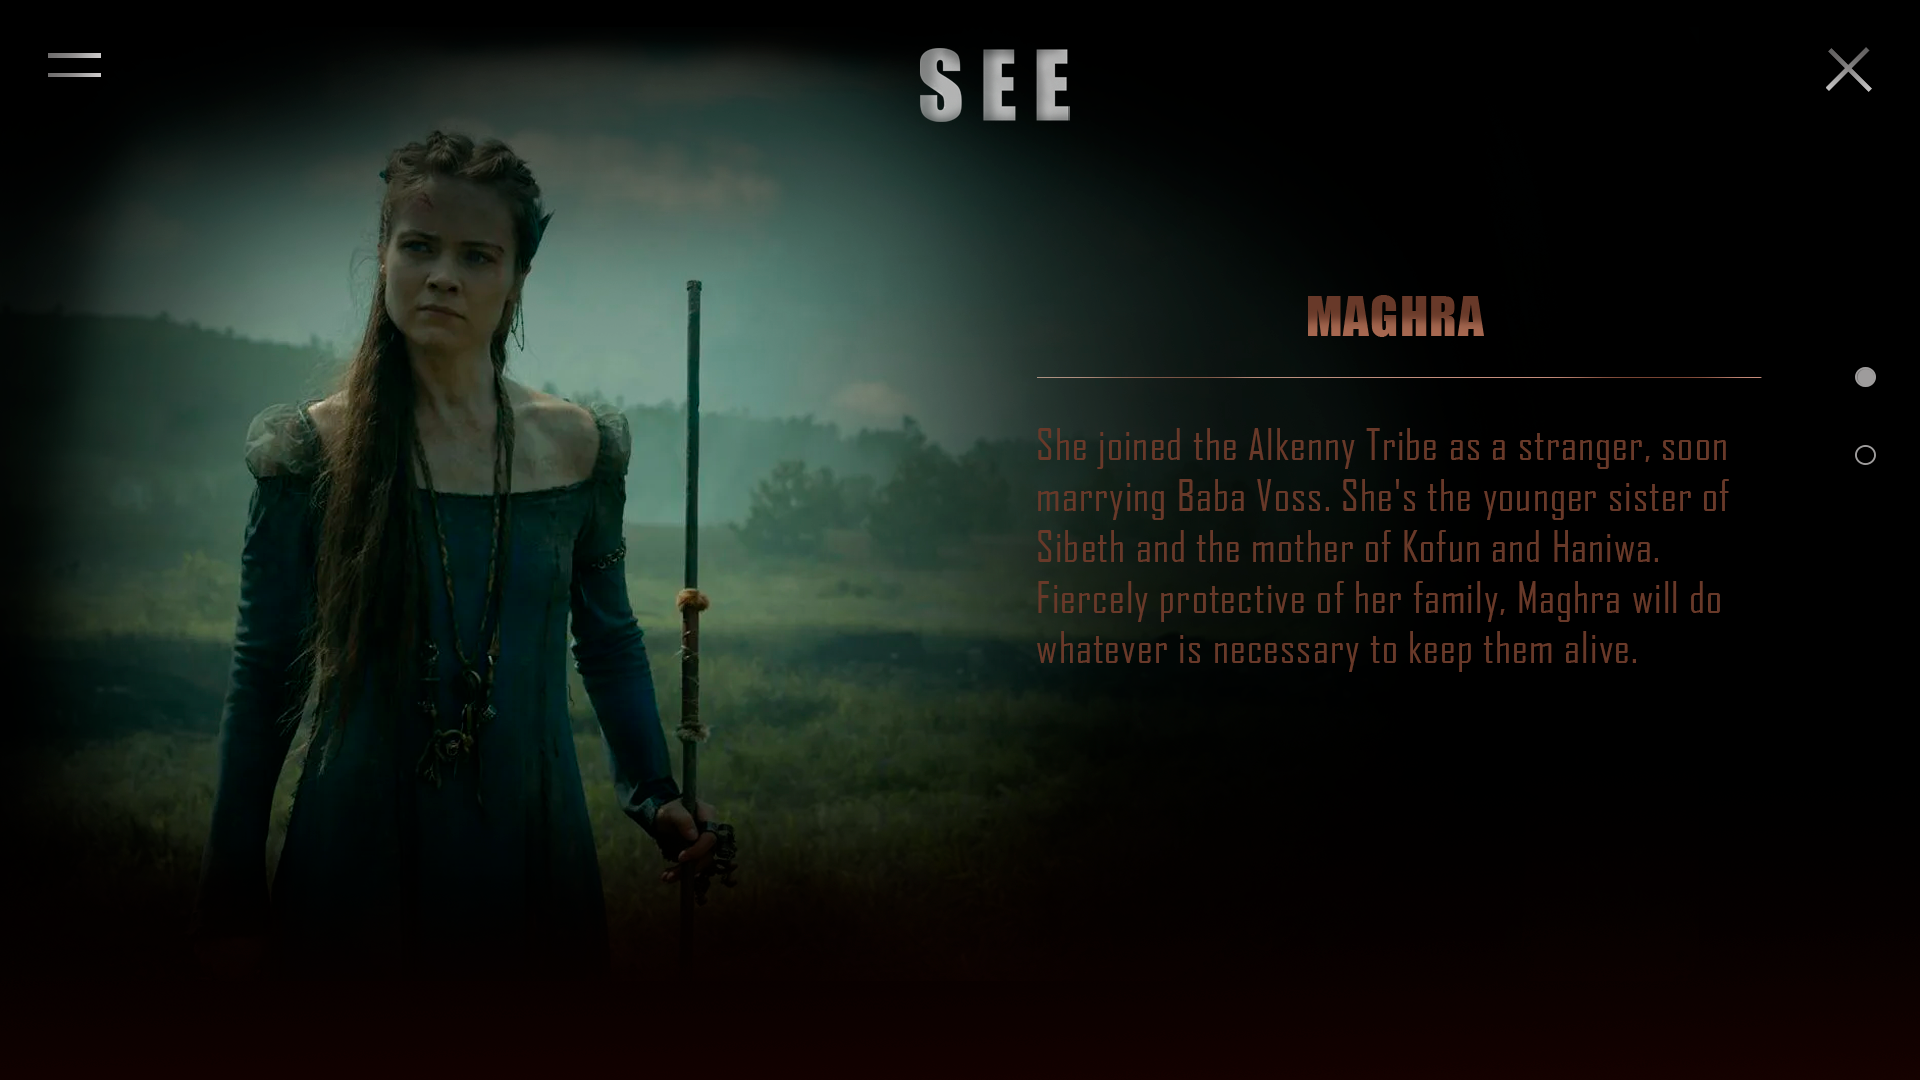 SEE
MAGHRA
She joined the Alkenny Tribe as a stranger, soon
marrying Baba Voss. She's the younger sister of
Sibeth and the mother of Kofun and Haniwa.
Fiercely protective of her family, Maghra will do
whatever is necessary to keep them alive.